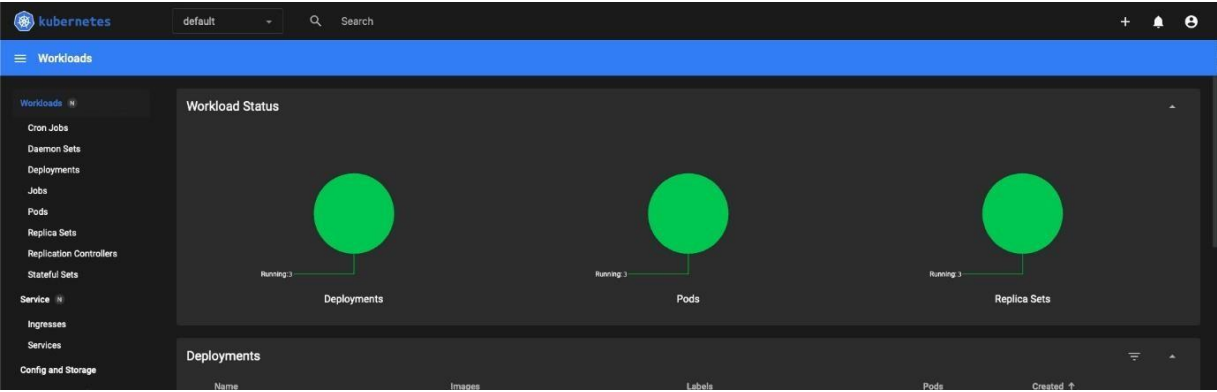 kubernetes
default
Search
Workloads
Workloads N
Cron Jobs
Daemon Sets
Deployments
Jobs
Pods
Replica Sets
Replication Controllers
Stateful Sets
Service N
Ingresses
Services
Config and Storage
Workload Status
Running: 3
Deployments
Running: 3
Pods
Running: 3
Replica Sets
Deployments
Name Images Labels Pods Created ↑